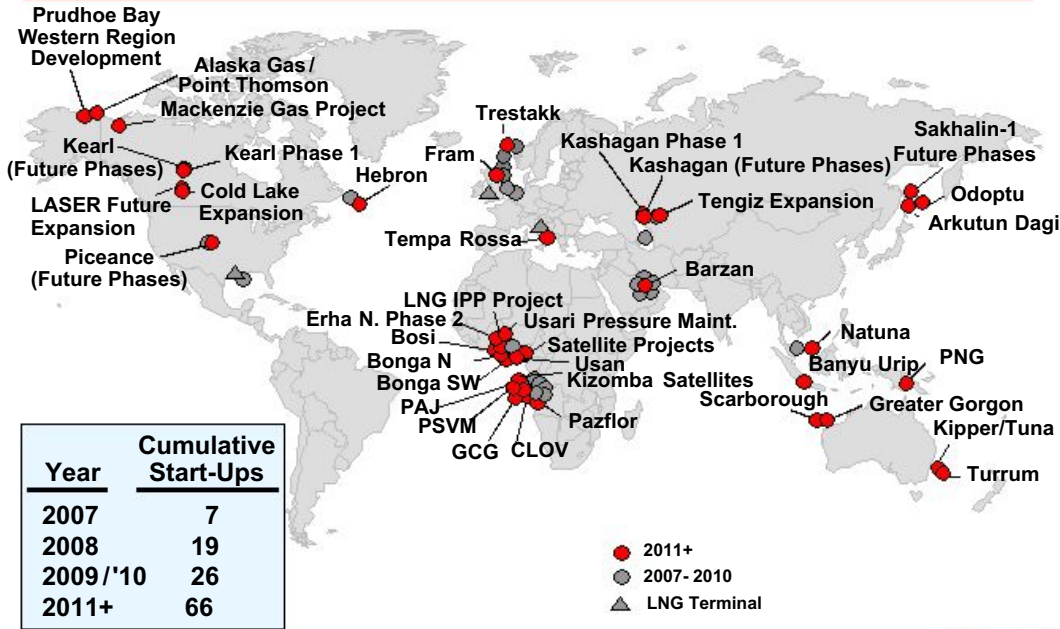 Prudhoe Bay
Western Region
Development
Alaska Gas/
Point Thomson
Mackenzie Gas Project
Kearl
(Future Phases)
Kearl Phase 1
Hebron
LASER Future
Expansion
Cold Lake
Expansion
Piceance
(Future Phases)
Trestakk
Fram
Tempa Rossa
Kashagan Phase 1
Kashagan (Future Phases)
Tengiz Expansion
Sakhalin-1
Future Phases
Odoptu
Arkutun Dagi
Barzan
LNG IPP Project
Erha N. Phase 2
Usari Pressure Maint.
Bosi
Satellite Projects
Bonga N
Usan
Bonga SW
Kizomba Satellites
PAJ
PSVM
Pazflor
GCG
CLOV
Natuna
Banyu Urip
PNG
Scarborough
Greater Gorgon
Kipper/Tuna
Turrum
Cumulative
Year Start-Ups
2007 7
2008 19
2009/'10 26
2011+ 66
2011+
2007-2010
LNG Terminal